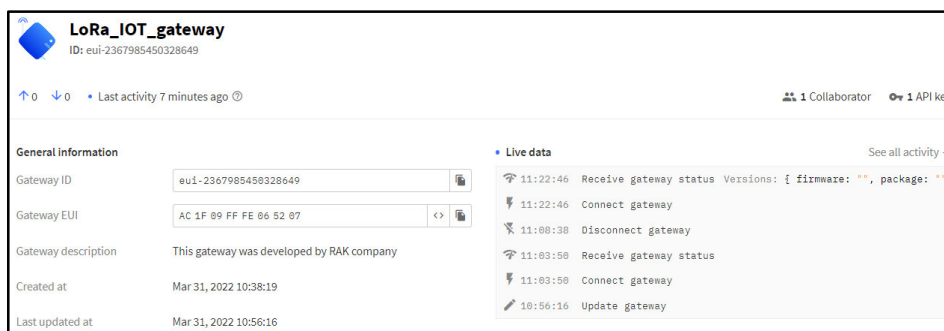 LoRa_IOT_gateway
ID: eui-2367985450328649
0 0 • Last activity 7 minutes ago
1 Collaborator 1 API ke
General information
Gateway ID eui-2367985450328649
Gateway EUI AC 1F 09 FF FE 06 52 07 <>
Gateway description This gateway was developed by RAK company
Created at Mar 31, 2022 10:38:19
Last updated at Mar 31, 2022 10:56:16
• Live data See all activity
11:22:46 Receive gateway status Versions: { firmware: "", package: "
11:22:46 Connect gateway
11:08:38 Disconnect gateway
11:03:50 Receive gateway status
11:03:50 Connect gateway
10:56:16 Update gateway